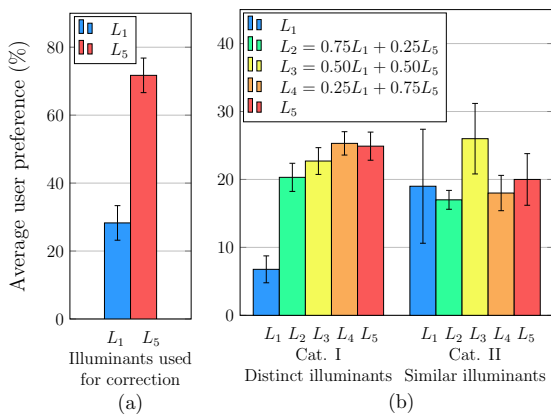 Average user preference (%)
80
60
40
20
0
L₁
L₅
L₁ L₅
Illuminants used
for correction
(a)
40
30
20
10
0
L₁
L₂ = 0.75L₁ + 0.25L₅
L₃ = 0.50L₁ + 0.50L₅
L₄ = 0.25L₁ + 0.75L₅
L₅
L₁ L₂ L₃ L₄ L₅
Cat. I
Distinct illuminants
L₁ L₂ L₃ L₄ L₅
Cat. II
Similar illuminants
(b)